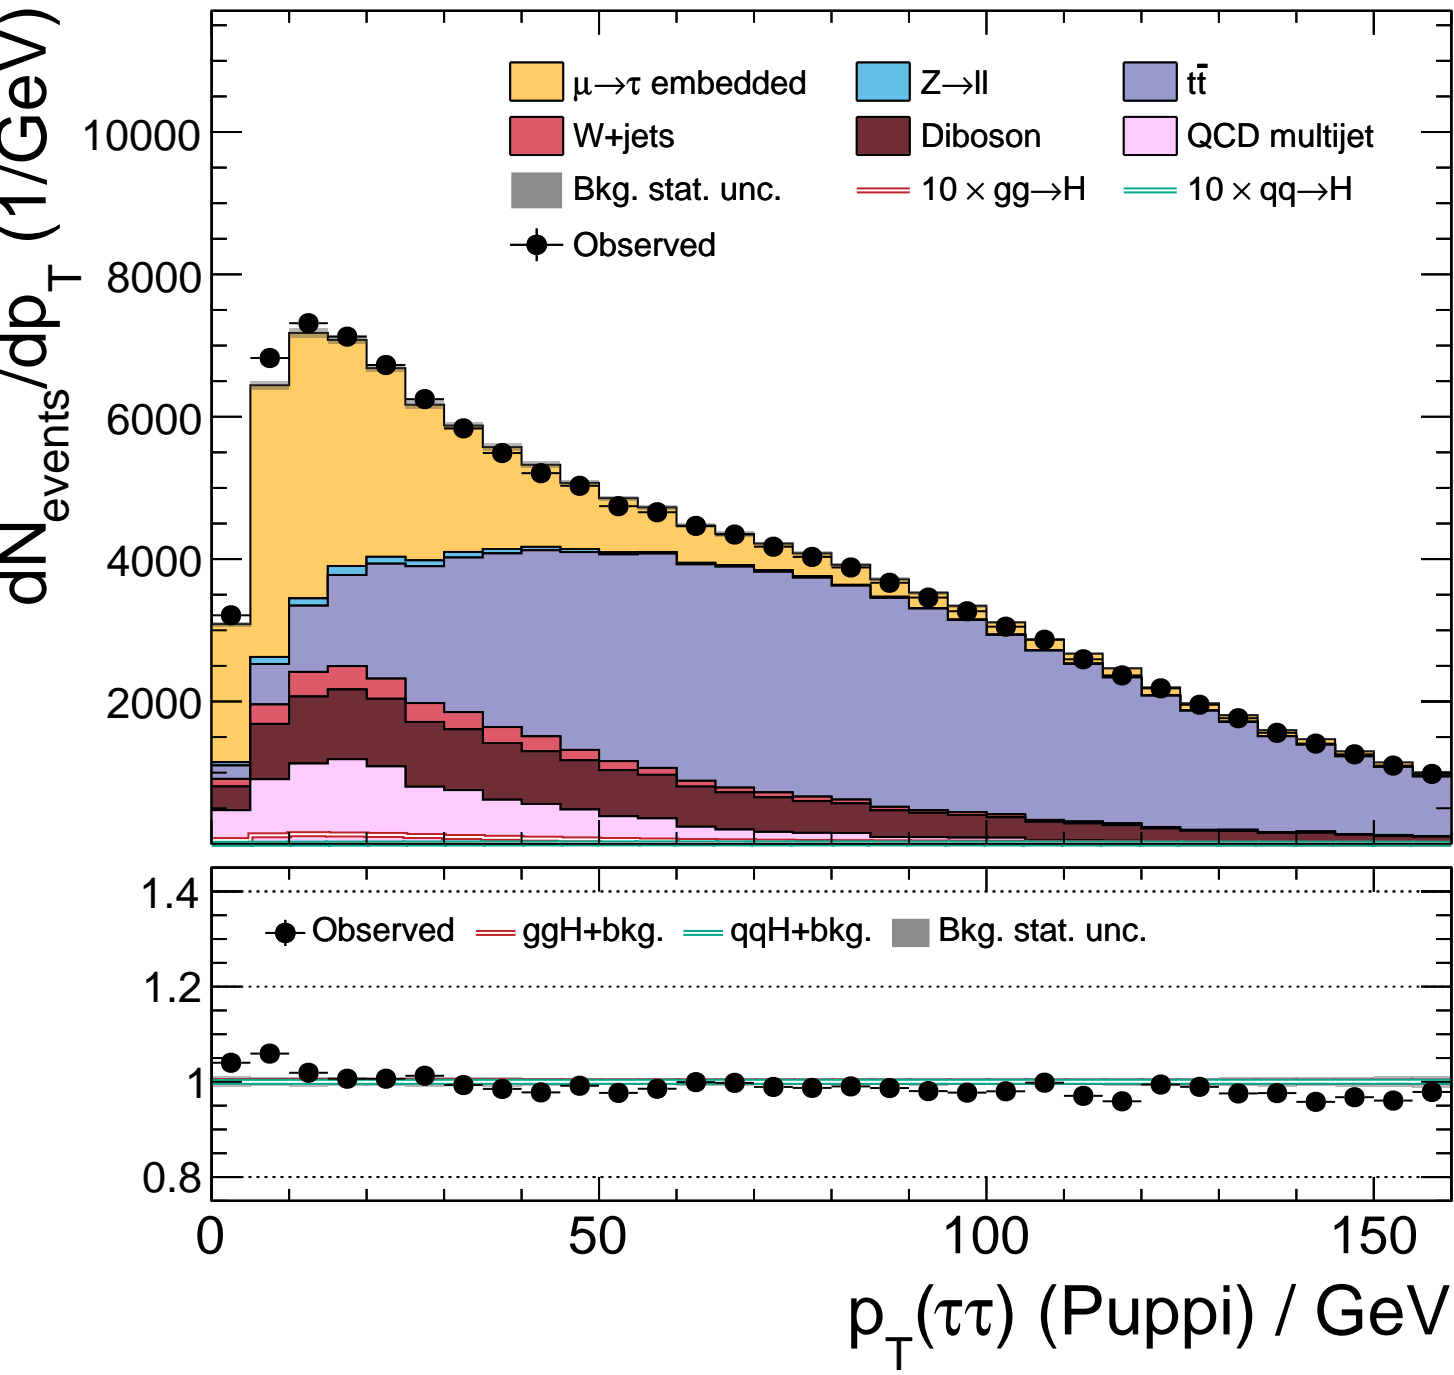 dN_events/dp_T (1/GeV)
μ→τ embedded Z→ll tt̄
W+jets Diboson QCD multijet
Bkg. stat. unc. 10 × gg→H 10 × qq→H
Observed
10000
8000
6000
4000
2000
1.4
Observed ggH+bkg. qqH+bkg. Bkg. stat. unc.
1.2
1
0.8
0 50 100 150
p_T(ττ) (Puppi) / GeV